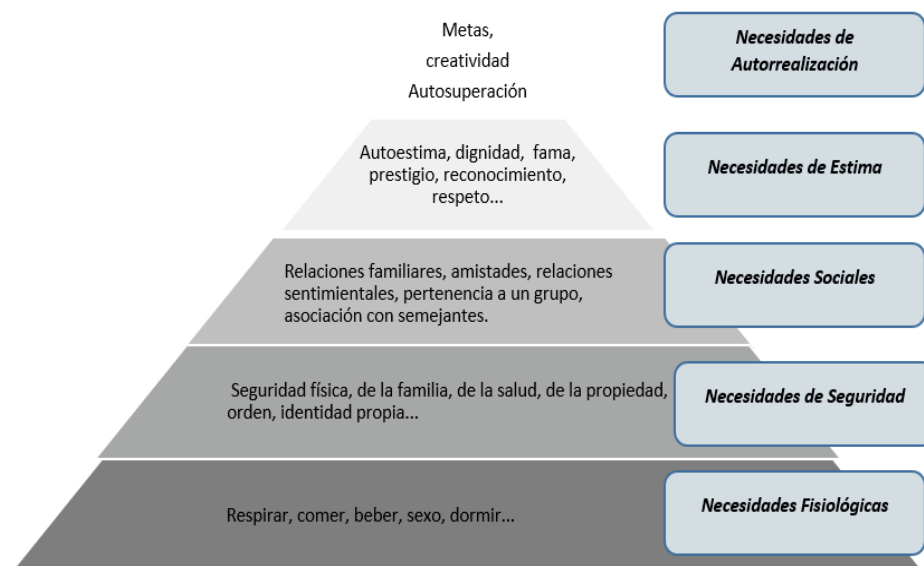 Metas,
creatividad
Autosuperación
Necesidades de
Autorrealización
Autoestima, dignidad, fama,
prestigio, reconocimiento,
respeto...
Necesidades de Estima
Relaciones familiares, amistades, relaciones
sentimentales, pertenencia a un grupo,
asociación con semejantes.
Necesidades Sociales
Seguridad física, de la familia, de la salud, de la propiedad,
orden, identidad propia...
Necesidades de Seguridad
Respirar, comer, beber, sexo, dormir...
Necesidades Fisiológicas